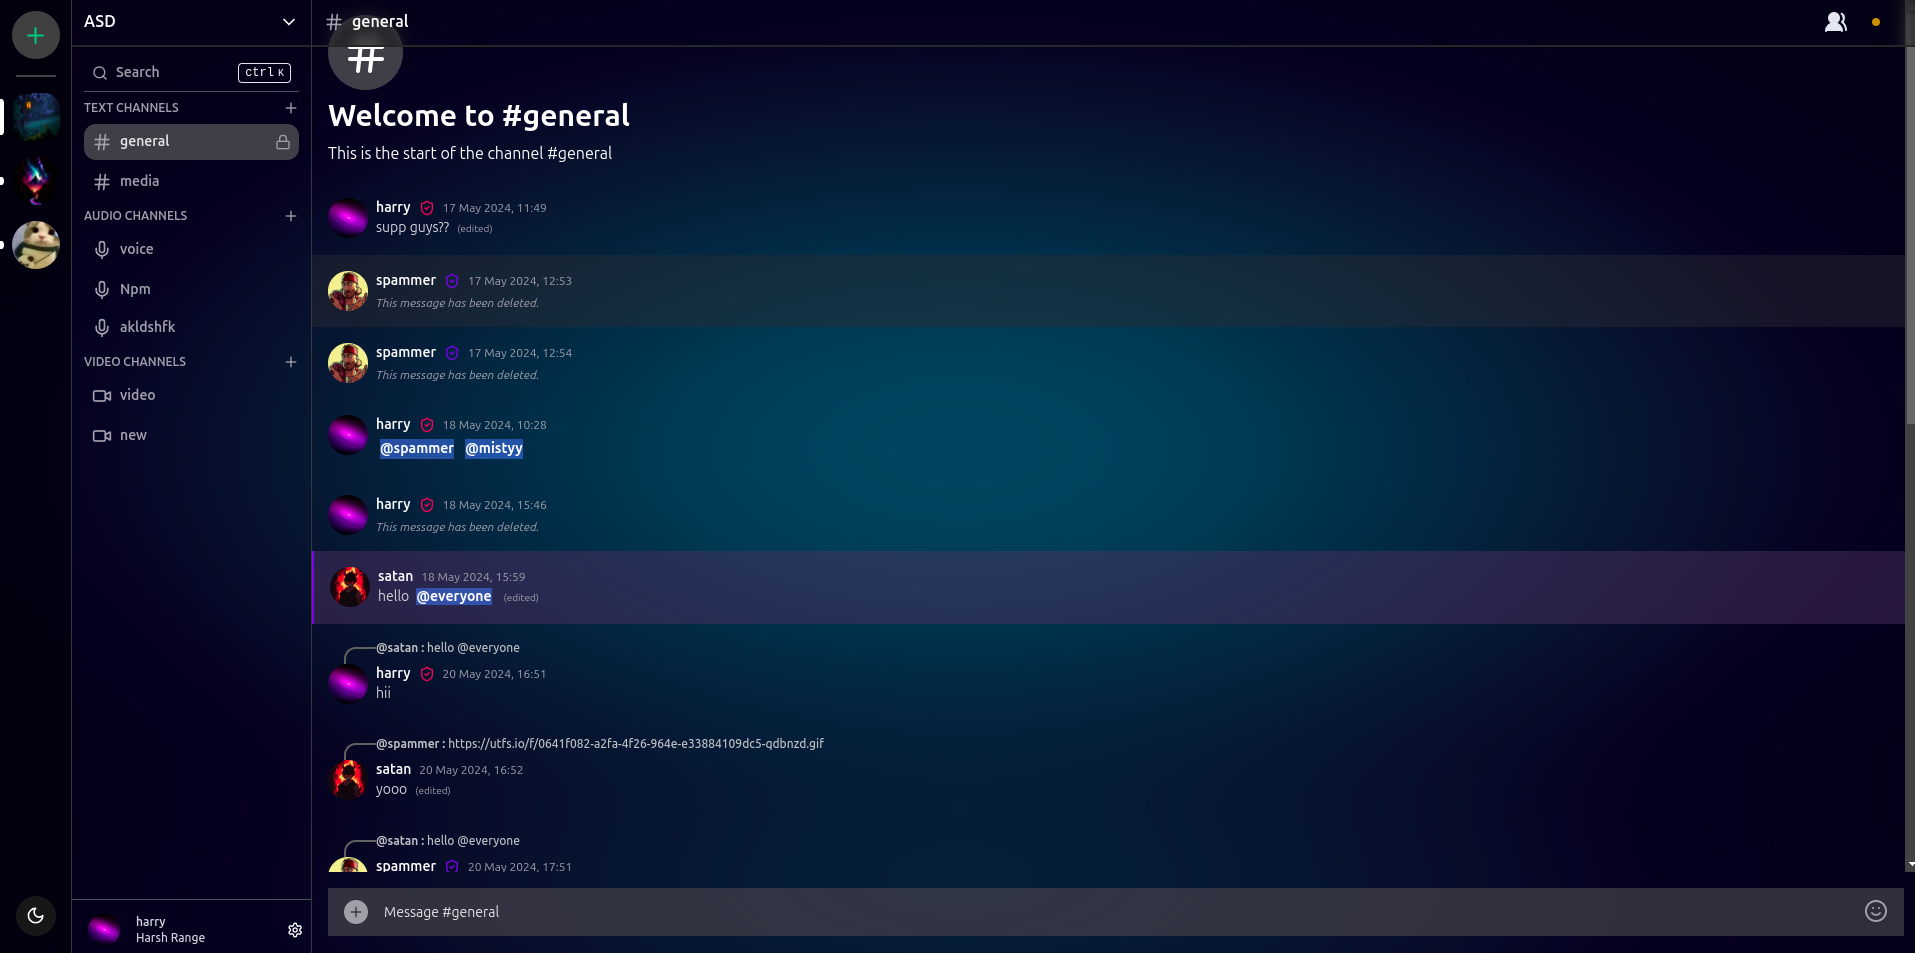 ASD
Search
Ctrl K
TEXT CHANNELS
general
media
AUDIO CHANNELS
voice
Npm
akldshfk
VIDEO CHANNELS
video
new
harry
Harsh Range
# general
#
Welcome to #general
This is the start of the channel #general
harry 17 May 2024, 11:49
supp guys?? (edited)
spammer 17 May 2024, 12:53
This message has been deleted.
spammer 17 May 2024, 12:54
This message has been deleted.
harry 18 May 2024, 10:28
@spammer @mistyy
harry 18 May 2024, 15:46
This message has been deleted.
satan 18 May 2024, 15:59
hello @everyone (edited)
@satan : hello @everyone
harry 20 May 2024, 16:51
hii
@spammer : https://utfs.io/f/0641f082-a2fa-4f26-964e-e33884109dc5-qdbnzd.gif
satan 20 May 2024, 16:52
yooo (edited)
@satan : hello @everyone
spammer 20 May 2024, 17:51
Message #general